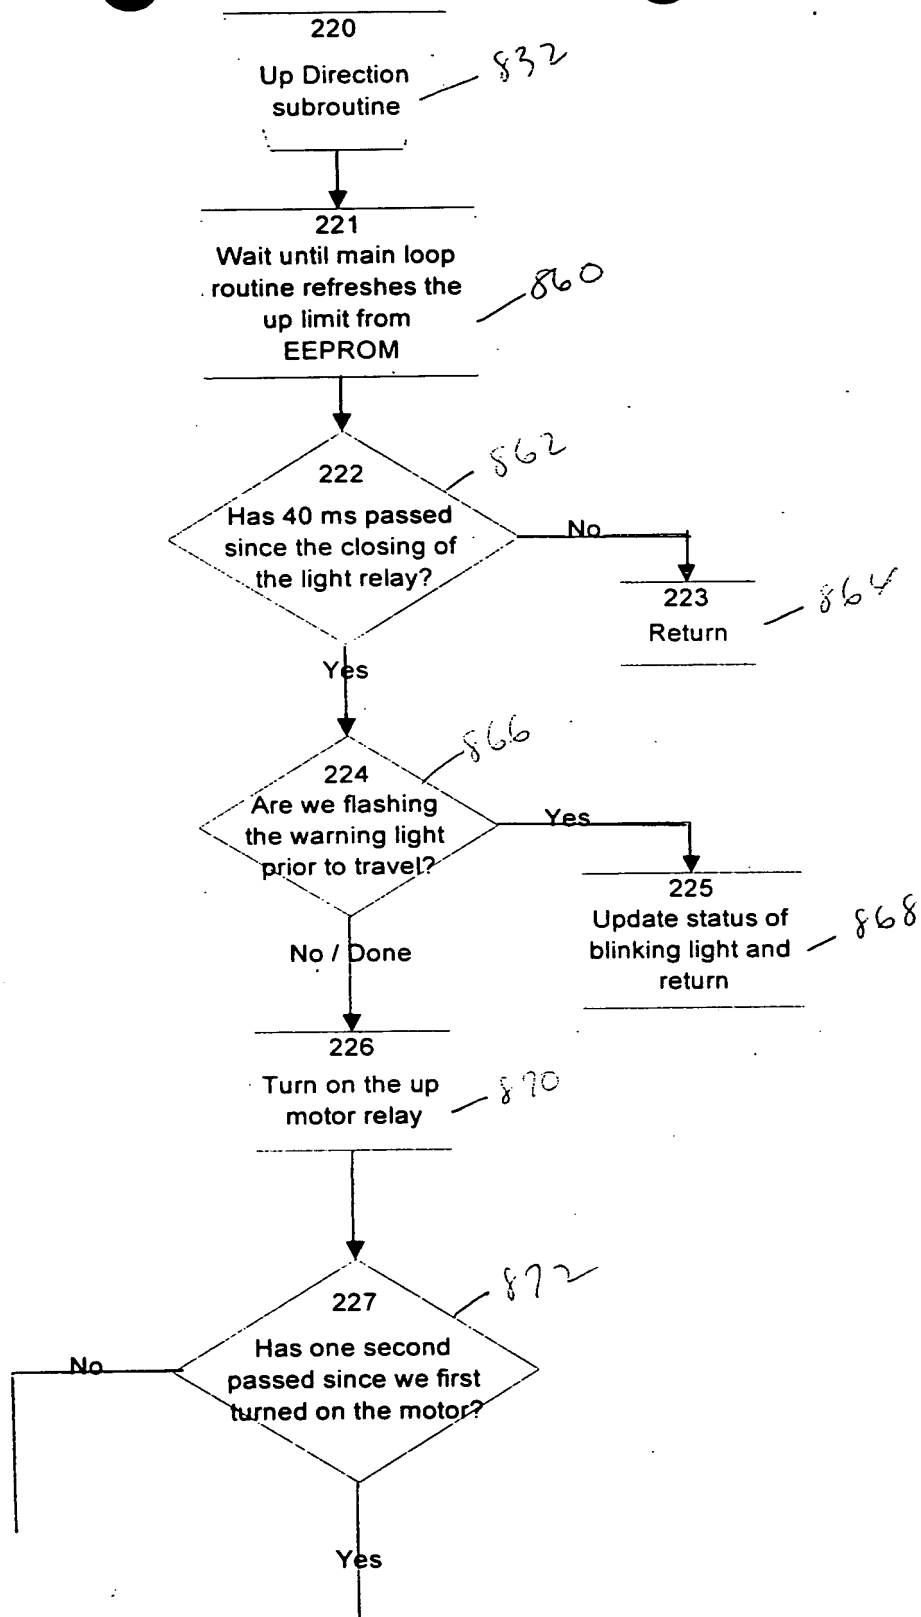 220
Up Direction
subroutine
832
221
Wait until main loop
routine refreshes the
up limit from
EEPROM
860
222
Has 40 ms passed
since the closing of
the light relay?
862
No
223
Return
864
Yes
224
Are we flashing
the warning light
prior to travel?
866
Yes
225
Update status of
blinking light and
return
868
No / Done
226
Turn on the up
motor relay
870
227
Has one second
passed since we first
turned on the motor?
872
No
Yes